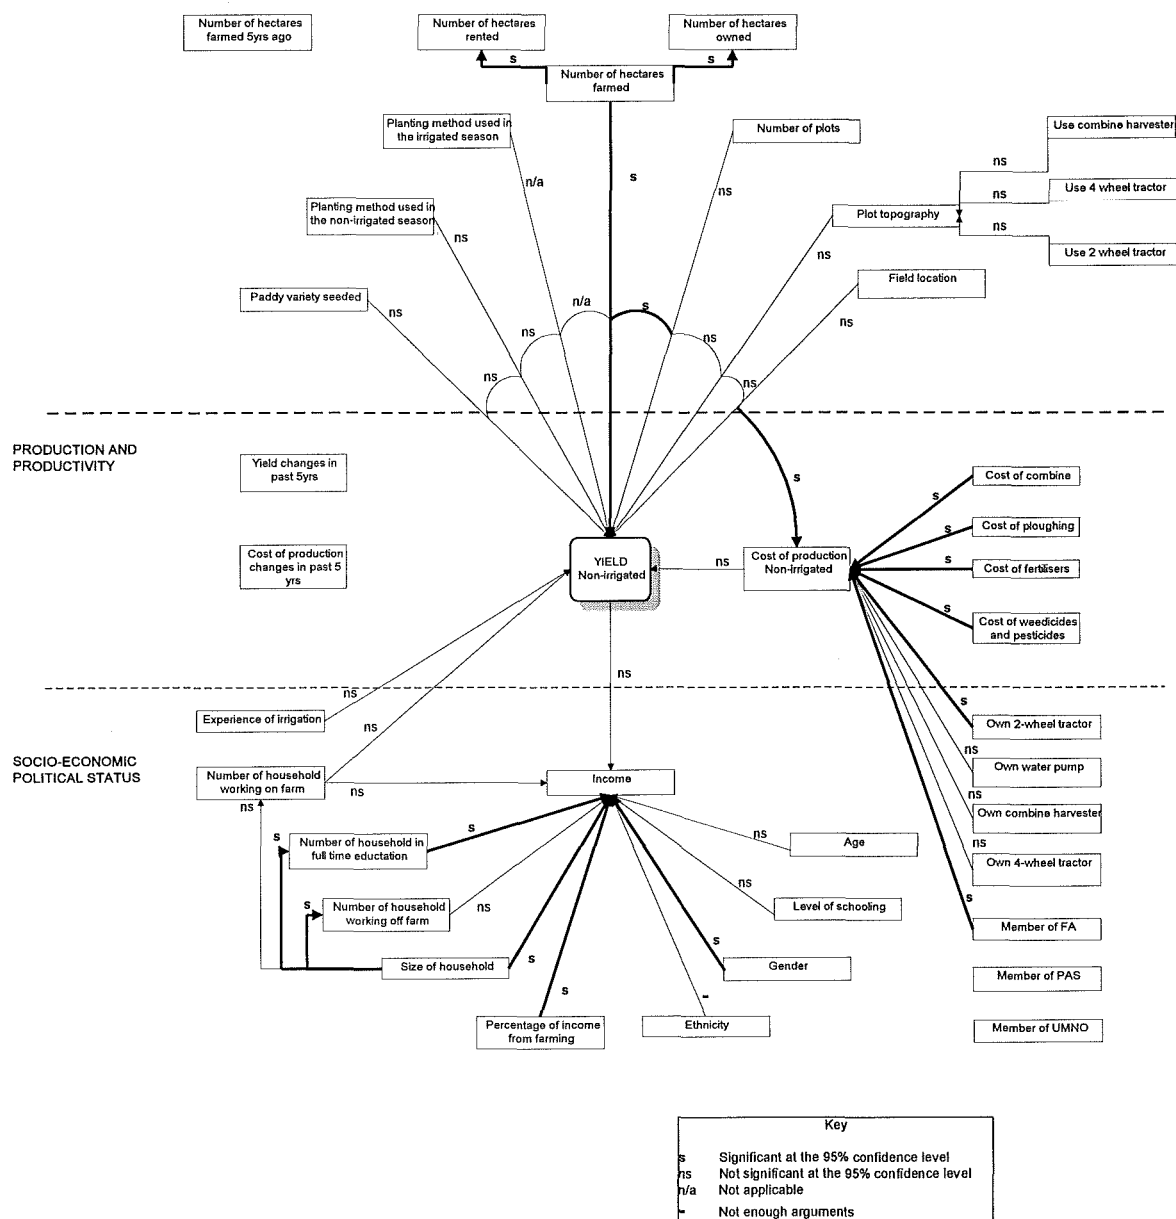 Number of hectares
farmed 5yrs ago
Number of hectares
rented
Number of hectares
owned
s
s
Number of hectares
farmed
Planting method used in
the irrigated season
Number of plots
Use combine harvester
ns
n/a
s
ns
ns
Use 4 wheel tractor
Planting method used in
the non-irrigated season
Plot topography
ns
ns
ns
Use 2 wheel tractor
Field location
Paddy variety seeded
n/a
s
ns
ns
ns
ns
ns
ns
PRODUCTION AND
PRODUCTIVITY
Yield changes in
past 5yrs
s
Cost of combine
s
Cost of ploughing
s
Cost of production
changes in past 5
yrs
YIELD
Non-irrigated
ns
Cost of production
Non-irrigated
s
Cost of fertilisers
s
Cost of weedicides
and pesticides
ns
ns
s
Experience of irrigation
ns
Own 2-wheel tractor
ns
SOCIO-ECONOMIC
POLITICAL STATUS
Number of household
working on farm
ns
Income
Own water pump
ns
ns
Own combine harvester
s
s
Number of household in
full time eductation
ns
Age
ns
Own 4-wheel tractor
ns
s
s
Number of household
working off farm
ns
Level of schooling
Member of FA
s
Size of household
s
Gender
Member of PAS
s
-
Percentage of income
from farming
Ethnicity
Member of UMNO
Key
s Significant at the 95% confidence level
ns Not significant at the 95% confidence level
n/a Not applicable
- Not enough arguments